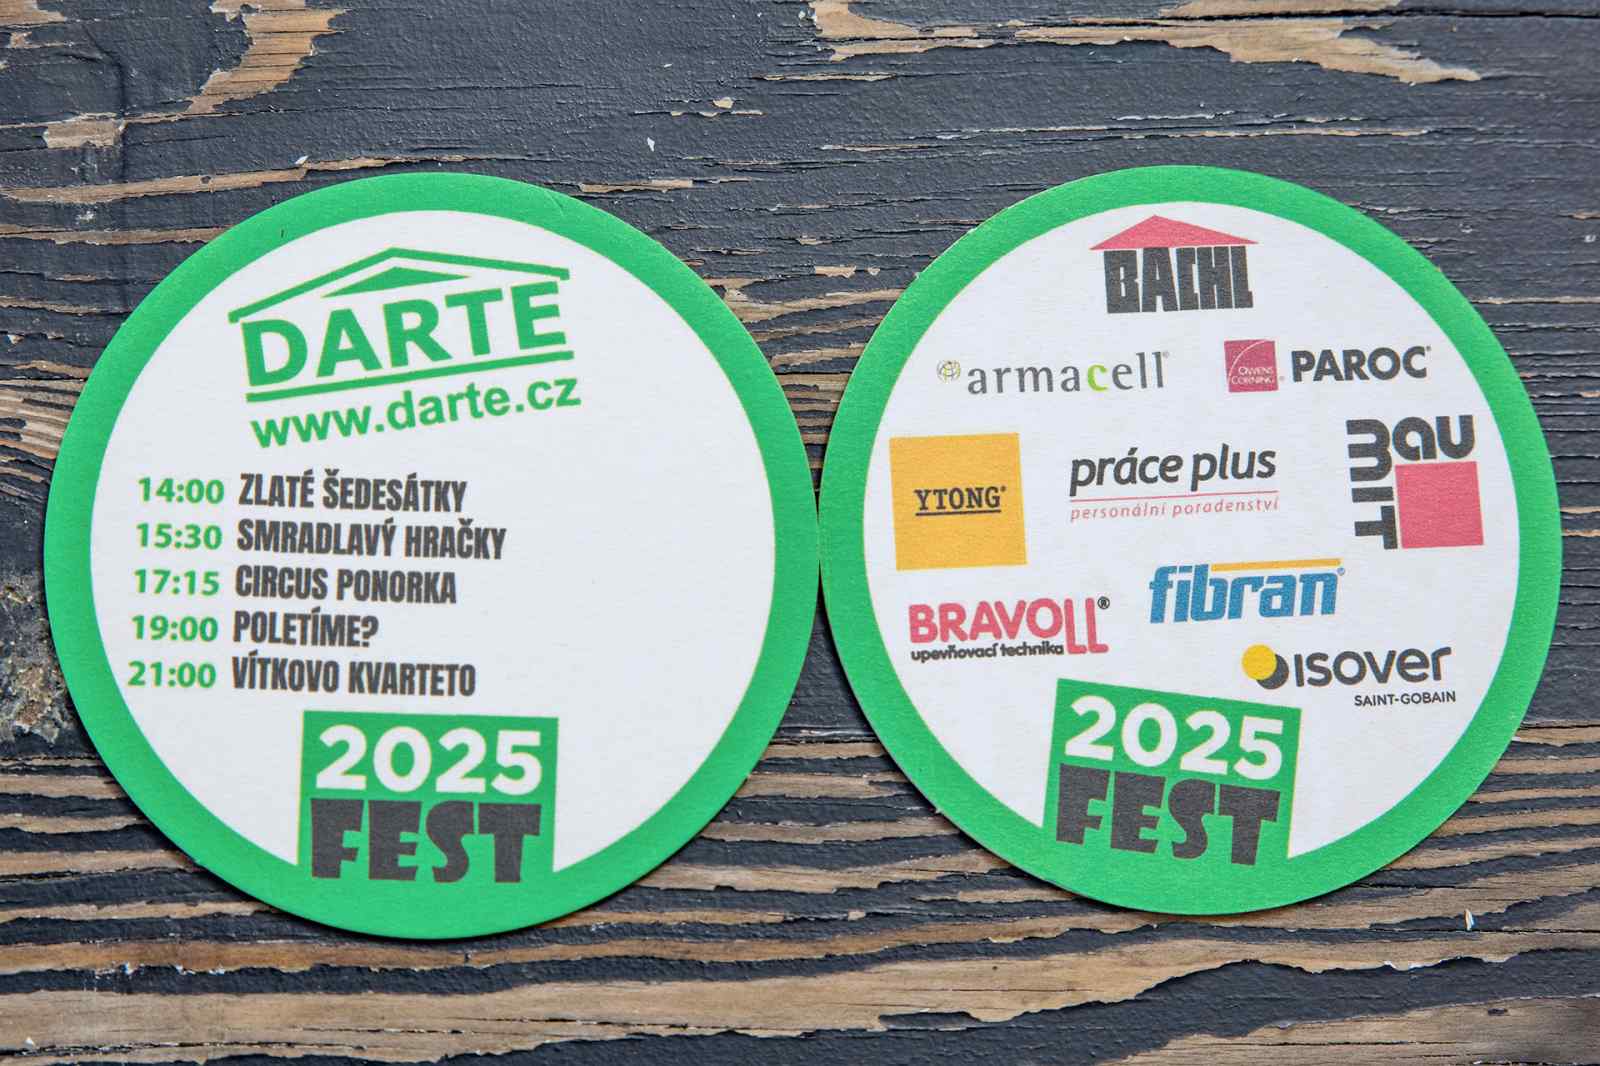 DARTE
www.darte.cz
14:00 ZLATÉ ŠEDESÁTKY
15:30 SMRADLAVÝ HRAČKY
17:15 CIRCUS PONORKA
19:00 POLETÍME?
21:00 VÍTKOVO KVARTETO
2025
FEST
BACHL
armacell®
OWENS
CORNING®
PAROC®
YTONG®
práce plus
personální poradenství
BAUMIT
BRAVOLL®
upevňovací technika
fibran®
ISOVER
SAINT-GOBAIN
2025
FEST